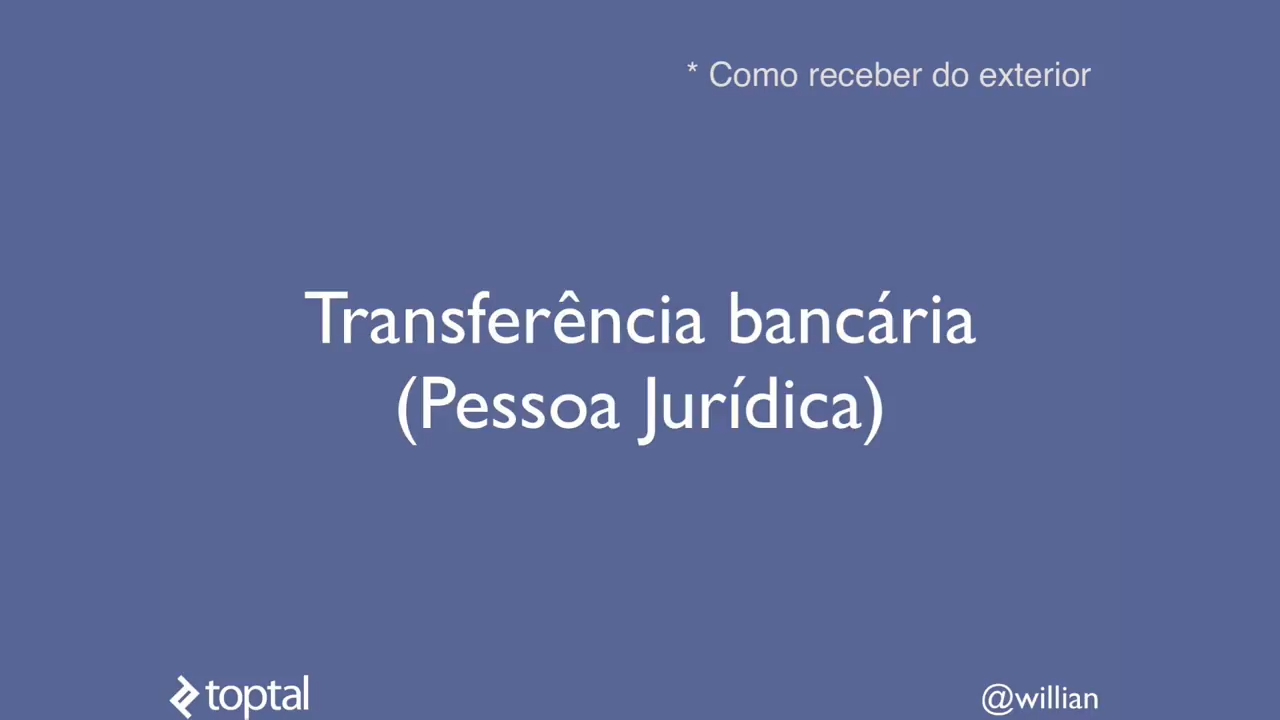 * Como receber do exterior
Transferência bancária
(Pessoa Jurídica)
toptal
@willian